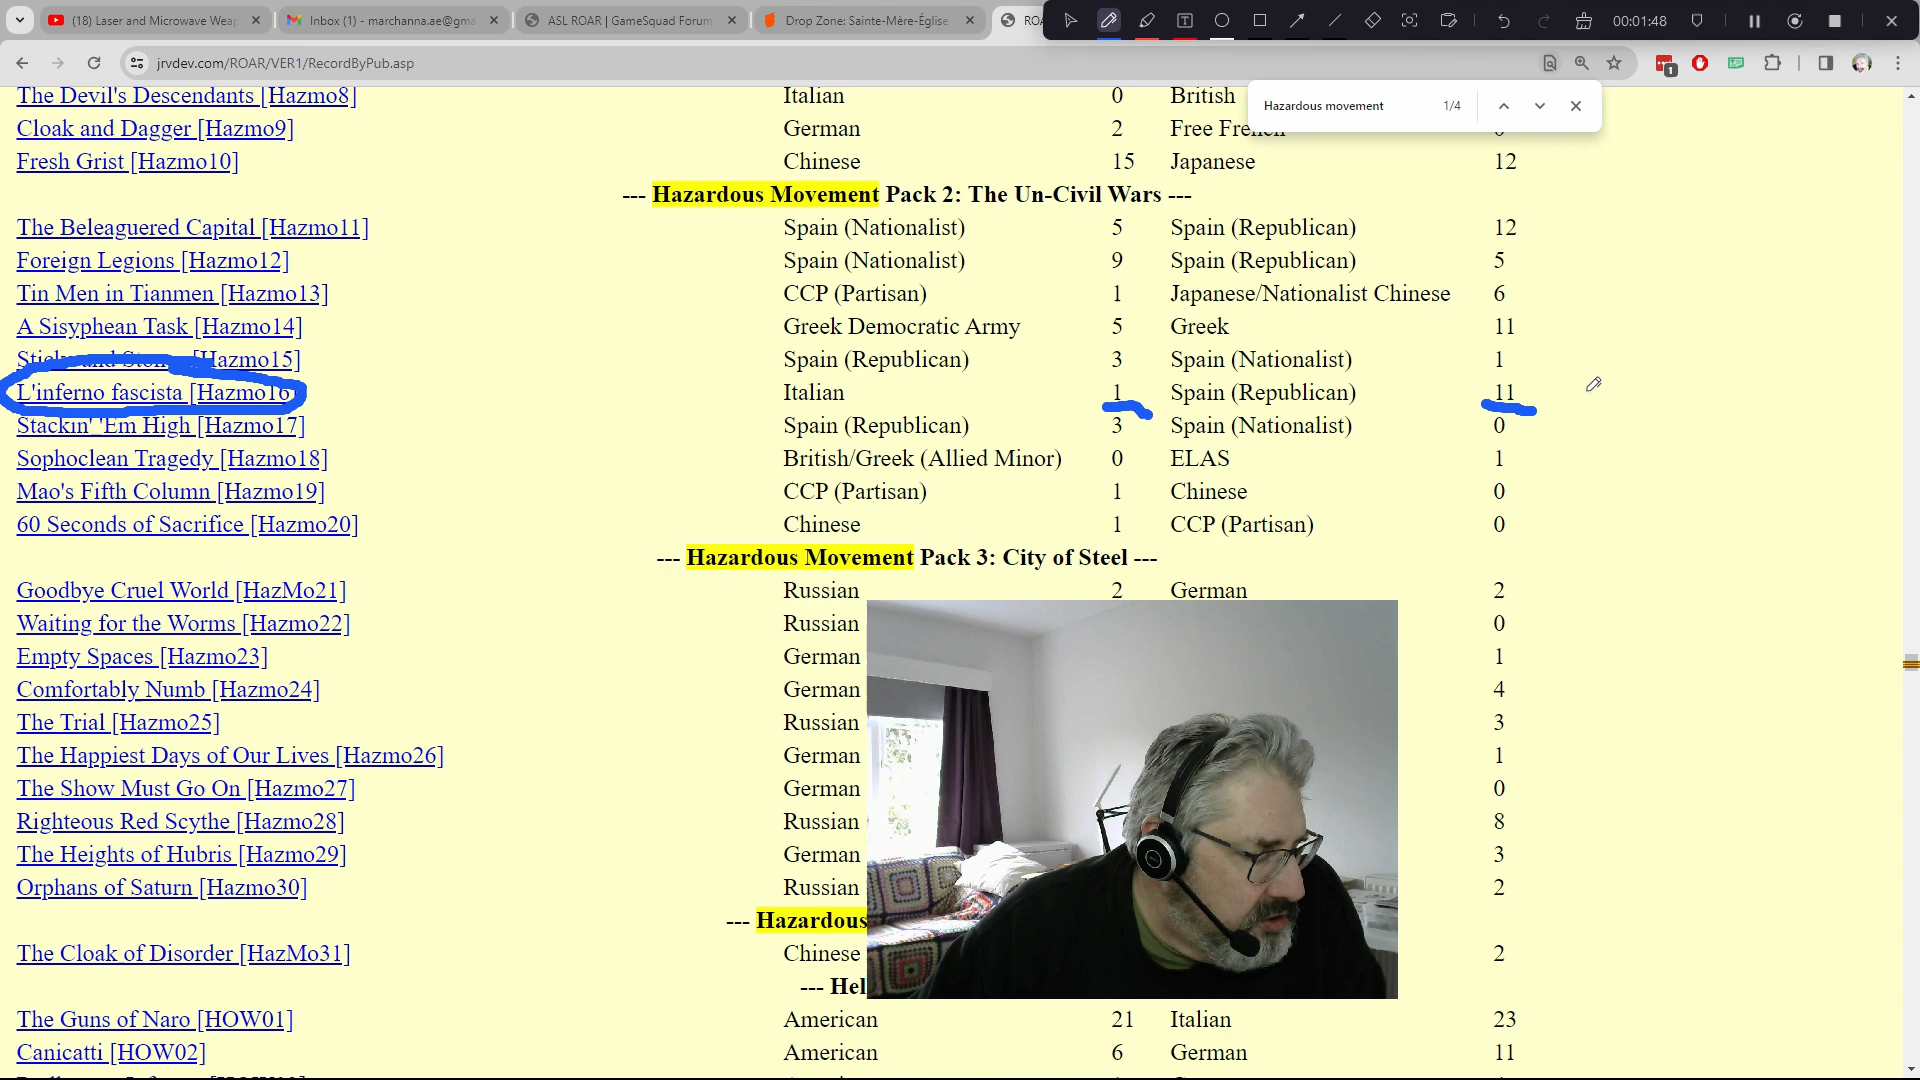 (18) Laser and Microwave Weap
Inbox (1) - marchanna.ae@gma
ASL ROAR | GameSquad Forum
Drop Zone: Sainte-Mère-Église
RO
00:01:48
jrvdev.com/ROAR/VER1/RecordByPub.asp
1
Hazardous movement 1/4
The Devil's Descendants [Hazmo8] Italian 0 British
Cloak and Dagger [Hazmo9] German 2 Free French
Fresh Grist [Hazmo10] Chinese 15 Japanese 12
--- Hazardous Movement Pack 2: The Un-Civil Wars ---
The Beleaguered Capital [Hazmo11] Spain (Nationalist) 5 Spain (Republican) 12
Foreign Legions [Hazmo12] Spain (Nationalist) 9 Spain (Republican) 5
Tin Men in Tianmen [Hazmo13] CCP (Partisan) 1 Japanese/Nationalist Chinese 6
A Sisyphean Task [Hazmo14] Greek Democratic Army 5 Greek 11
[Hazmo15] Spain (Republican) 3 Spain (Nationalist) 1
L'inferno fascista [Hazmo16] Italian 1 Spain (Republican) 11
Stackin' 'Em High [Hazmo17] Spain (Republican) 3 Spain (Nationalist) 0
Sophoclean Tragedy [Hazmo18] British/Greek (Allied Minor) 0 ELAS 1
Mao's Fifth Column [Hazmo19] CCP (Partisan) 1 Chinese 0
60 Seconds of Sacrifice [Hazmo20] Chinese 1 CCP (Partisan) 0
--- Hazardous Movement Pack 3: City of Steel ---
Goodbye Cruel World [HazMo21] Russian 2 German 2
Waiting for the Worms [Hazmo22] Russian 0
Empty Spaces [Hazmo23] German 1
Comfortably Numb [Hazmo24] German 4
The Trial [Hazmo25] Russian 3
The Happiest Days of Our Lives [Hazmo26] German 1
The Show Must Go On [Hazmo27] German 0
Righteous Red Scythe [Hazmo28] Russian 8
The Heights of Hubris [Hazmo29] German 3
Orphans of Saturn [Hazmo30] Russian 2
--- Hazardous
The Cloak of Disorder [HazMo31] Chinese 2
--- Hel
The Guns of Naro [HOW01] American 21 Italian 23
Canicatti [HOW02] American 6 German 11